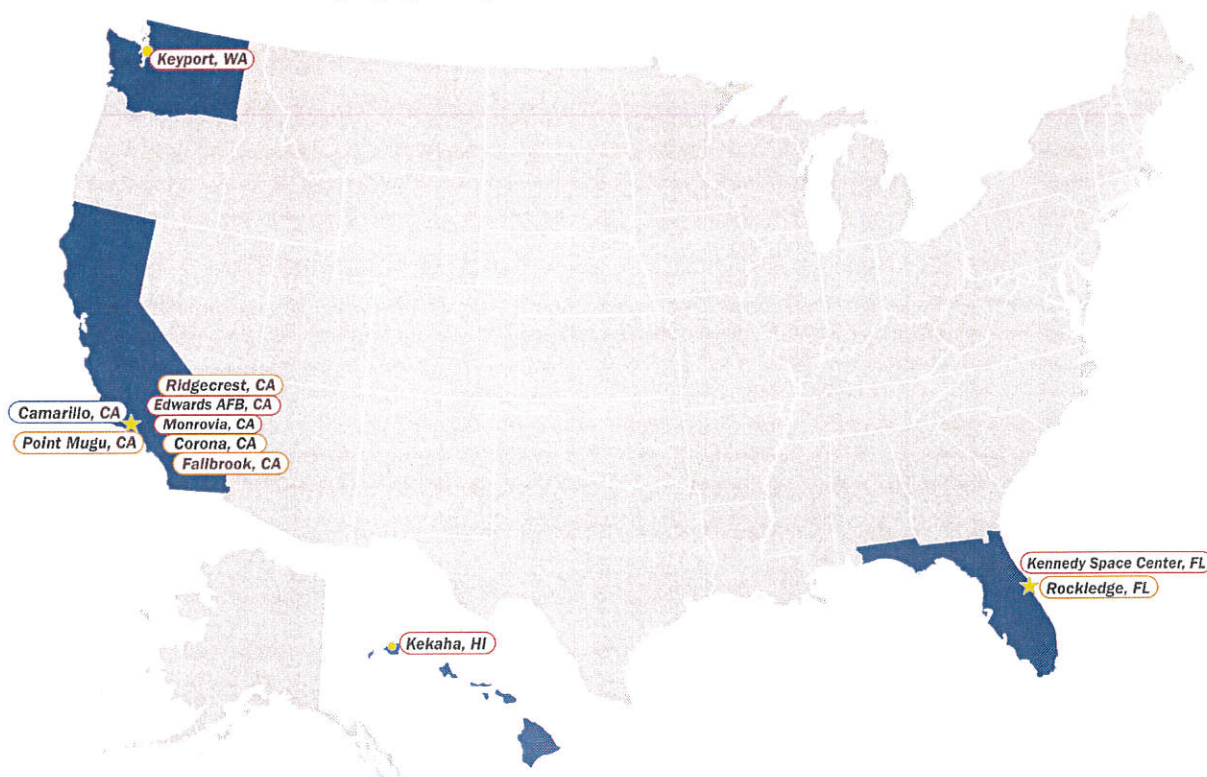 Keyport, WA
Ridgecrest, CA
Edwards AFB, CA
Camarillo, CA
Monrovia, CA
Point Mugu, CA
Corona, CA
Fallbrook, CA
Kennedy Space Center, FL
Rockledge, FL
Kekaha, HI